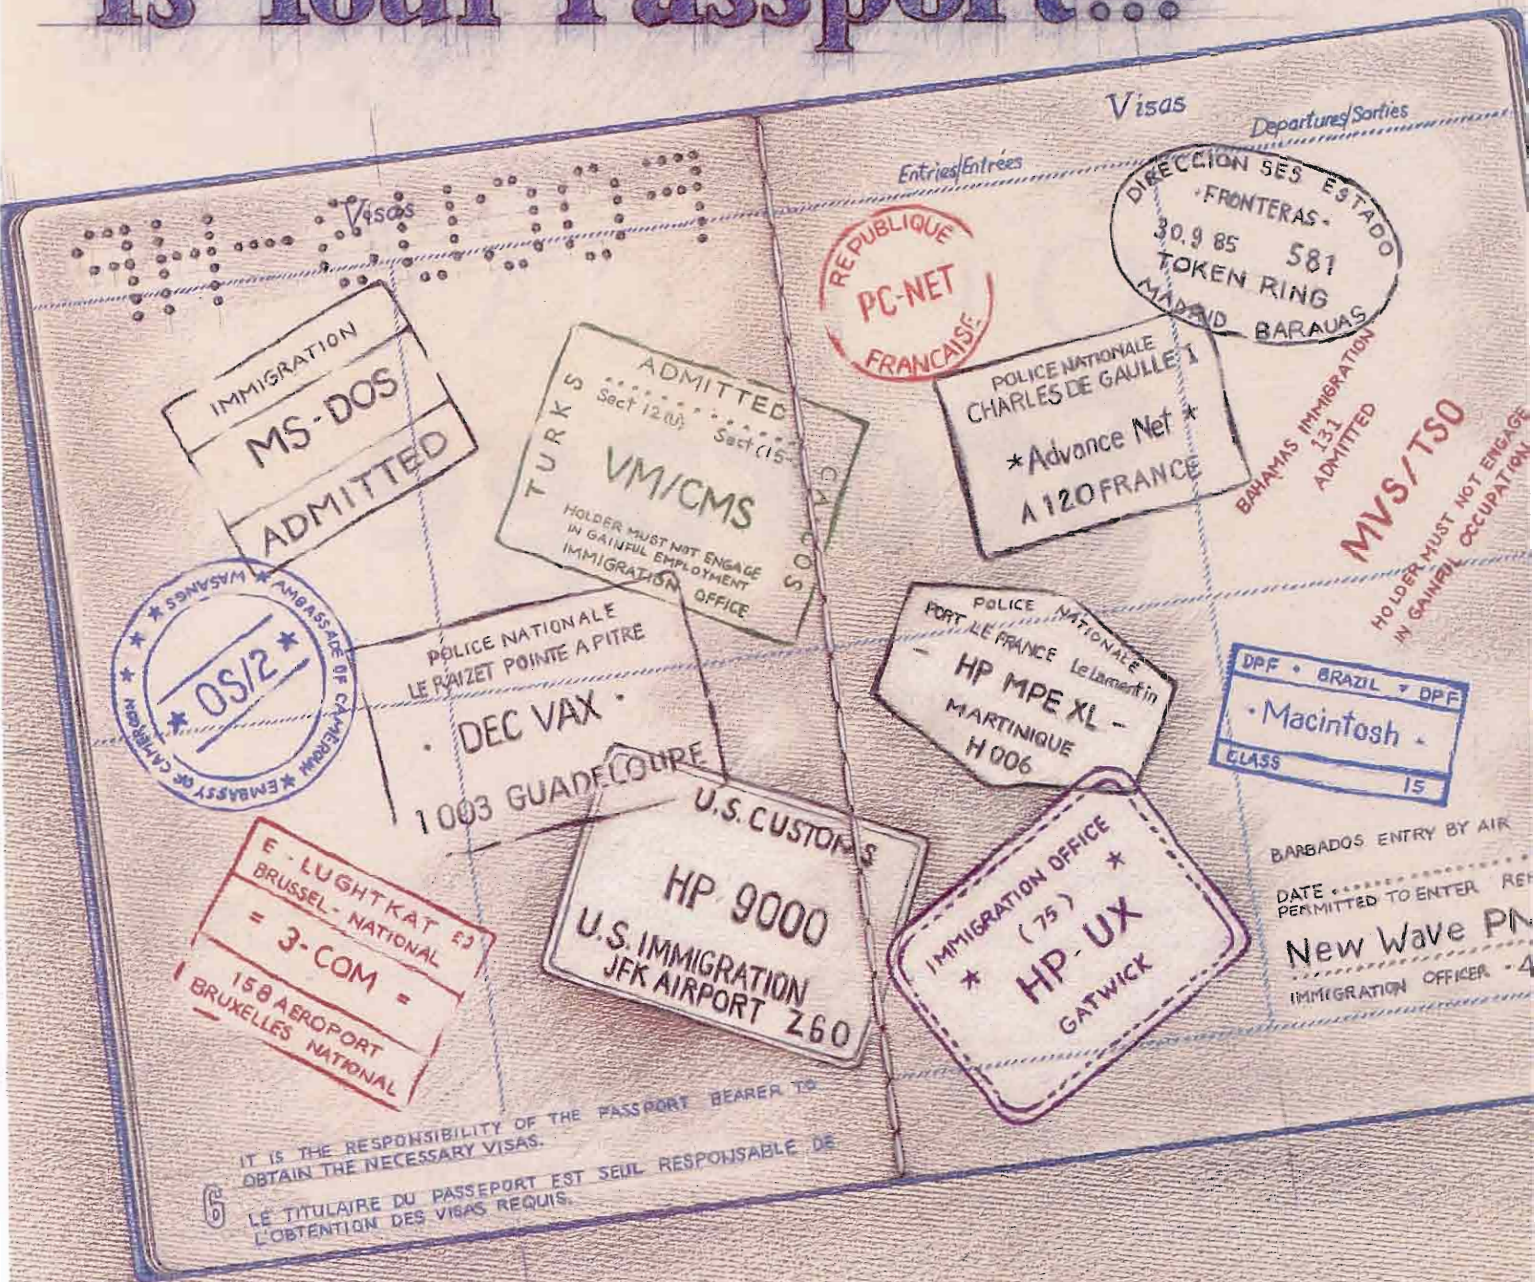 is Your Passport...
Visas
IMMIGRATION
MS-DOS
ADMITTED
TURKS
ADMITTED
Sect 12(U) Sect (15-
VM/CMS
HOLDER MUST NOT ENGAGE
IN GAINFUL EMPLOYMENT
IMMIGRATION OFFICE
CAICOS
WASANGS ★ AMBASSADE OF CAMEROUN ★ EMBASSY OF CAMER
★ OS/2 ★
POLICE NATIONALE
LE RAIZET POINTE A PITRE
· DEC VAX ·
1003 GUADELOUPE
E - LUGHTKAT
BRUSSEL - NATIONAL
= 3-COM =
158 AEROPORT
BRUXELLES NATIONAL
U.S. CUSTOMS
HP 9000
U.S. IMMIGRATION
JFK AIRPORT Z60
IT IS THE RESPONSIBILITY OF THE PASSPORT BEARER TO
OBTAIN THE NECESSARY VISAS.
6
LE TITULAIRE DU PASSEPORT EST SEUL RESPONSABLE DE
L'OBTENTION DES VISAS REQUIS.
Visas
Entries/Entrées
Departures/Sorties
REPUBLIQUE
PC-NET
FRANCAISE
DIRECCION SES ESTADO
-FRONTERAS-
30.9 85 581
TOKEN RING
MADRID BARAUAS
POLICE NATIONALE
CHARLES DE GAULLE 1
★ Advance Net ★
A 120 FRANCE
BAHAMAS IMMIGRATION
131
ADMITTED
MVS/TSO
HOLDER MUST NOT ENGAGE
IN GAINFUL OCCUPATION
POLICE NATIONALE
PORT LE FRANCE Le Lamentin
- HP MPE XL -
MARTINIQUE
H 006
DPF · BRAZIL · DPF
· Macintosh ·
CLASS 15
IMMIGRATION OFFICE
(75)
★ HP-UX ★
GATWICK
BARBADOS ENTRY BY AIR
DATE
PERMITTED TO ENTER
New Wave
IMMIGRATION OFFICER - 4